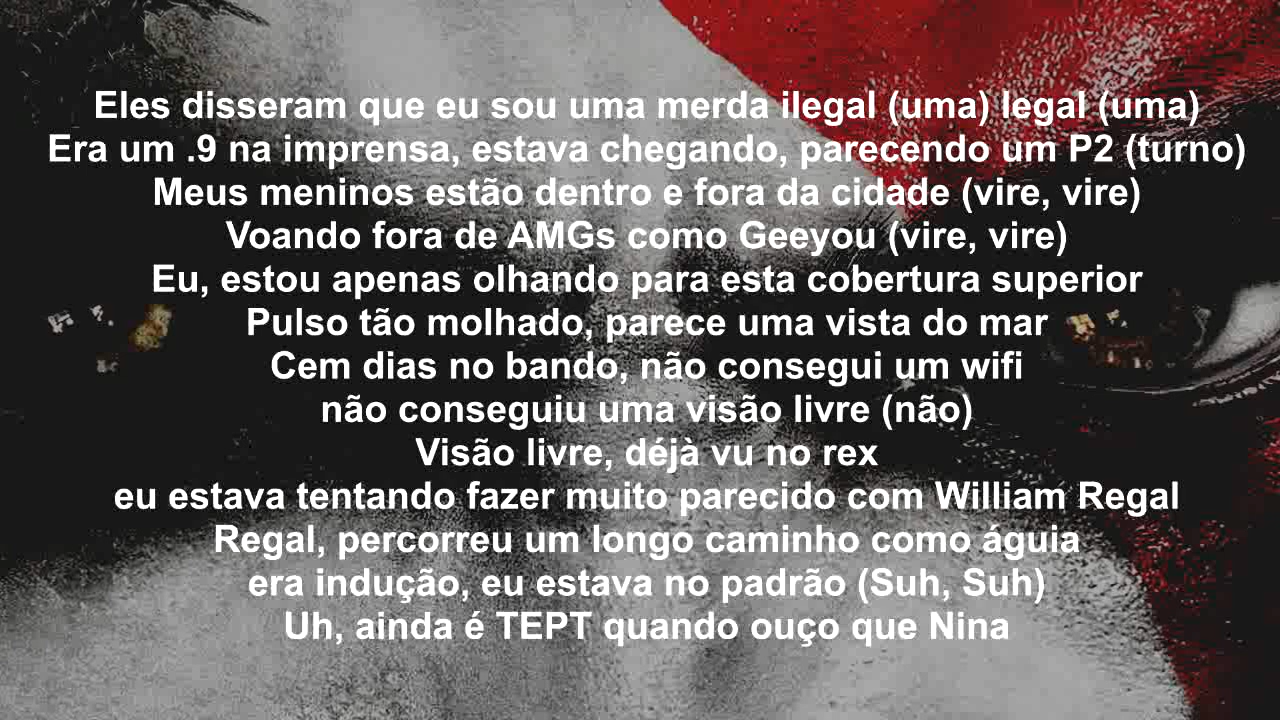 Eles disseram que eu sou uma merda ilegal (uma) legal (uma)
Era um .9 na imprensa, estava chegando, parecendo um P2 (turno)
Meus meninos estão dentro e fora da cidade (vire, vire)
Voando fora de AMGs como Geeyou (vire, vire)
Eu, estou apenas olhando para esta cobertura superior
Pulso tão molhado, parece uma vista do mar
Cem dias no bando, não consegui um wifi
não conseguiu uma visão livre (não)
Visão livre, déjà vu no rex
eu estava tentando fazer muito parecido com William Regal
Regal, percorreu um longo caminho como águia
era indução, eu estava no padrão (Suh, Suh)
Uh, ainda é TEPT quando ouço que Nina